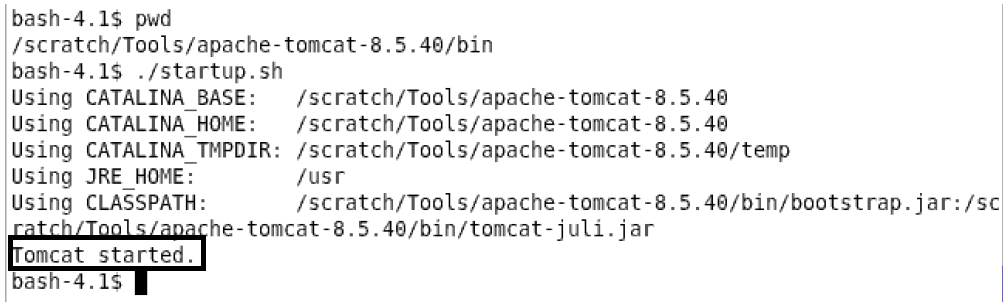 bash-4.1$ pwd
/scratch/Tools/apache-tomcat-8.5.40/bin
bash-4.1$ ./startup.sh
Using CATALINA_BASE:   /scratch/Tools/apache-tomcat-8.5.40
Using CATALINA_HOME:   /scratch/Tools/apache-tomcat-8.5.40
Using CATALINA_TMPDIR: /scratch/Tools/apache-tomcat-8.5.40/temp
Using JRE_HOME:        /usr
Using CLASSPATH:       /scratch/Tools/apache-tomcat-8.5.40/bin/bootstrap.jar:/sc
ratch/Tools/apache-tomcat-8.5.40/bin/tomcat-juli.jar
Tomcat started.
bash-4.1$